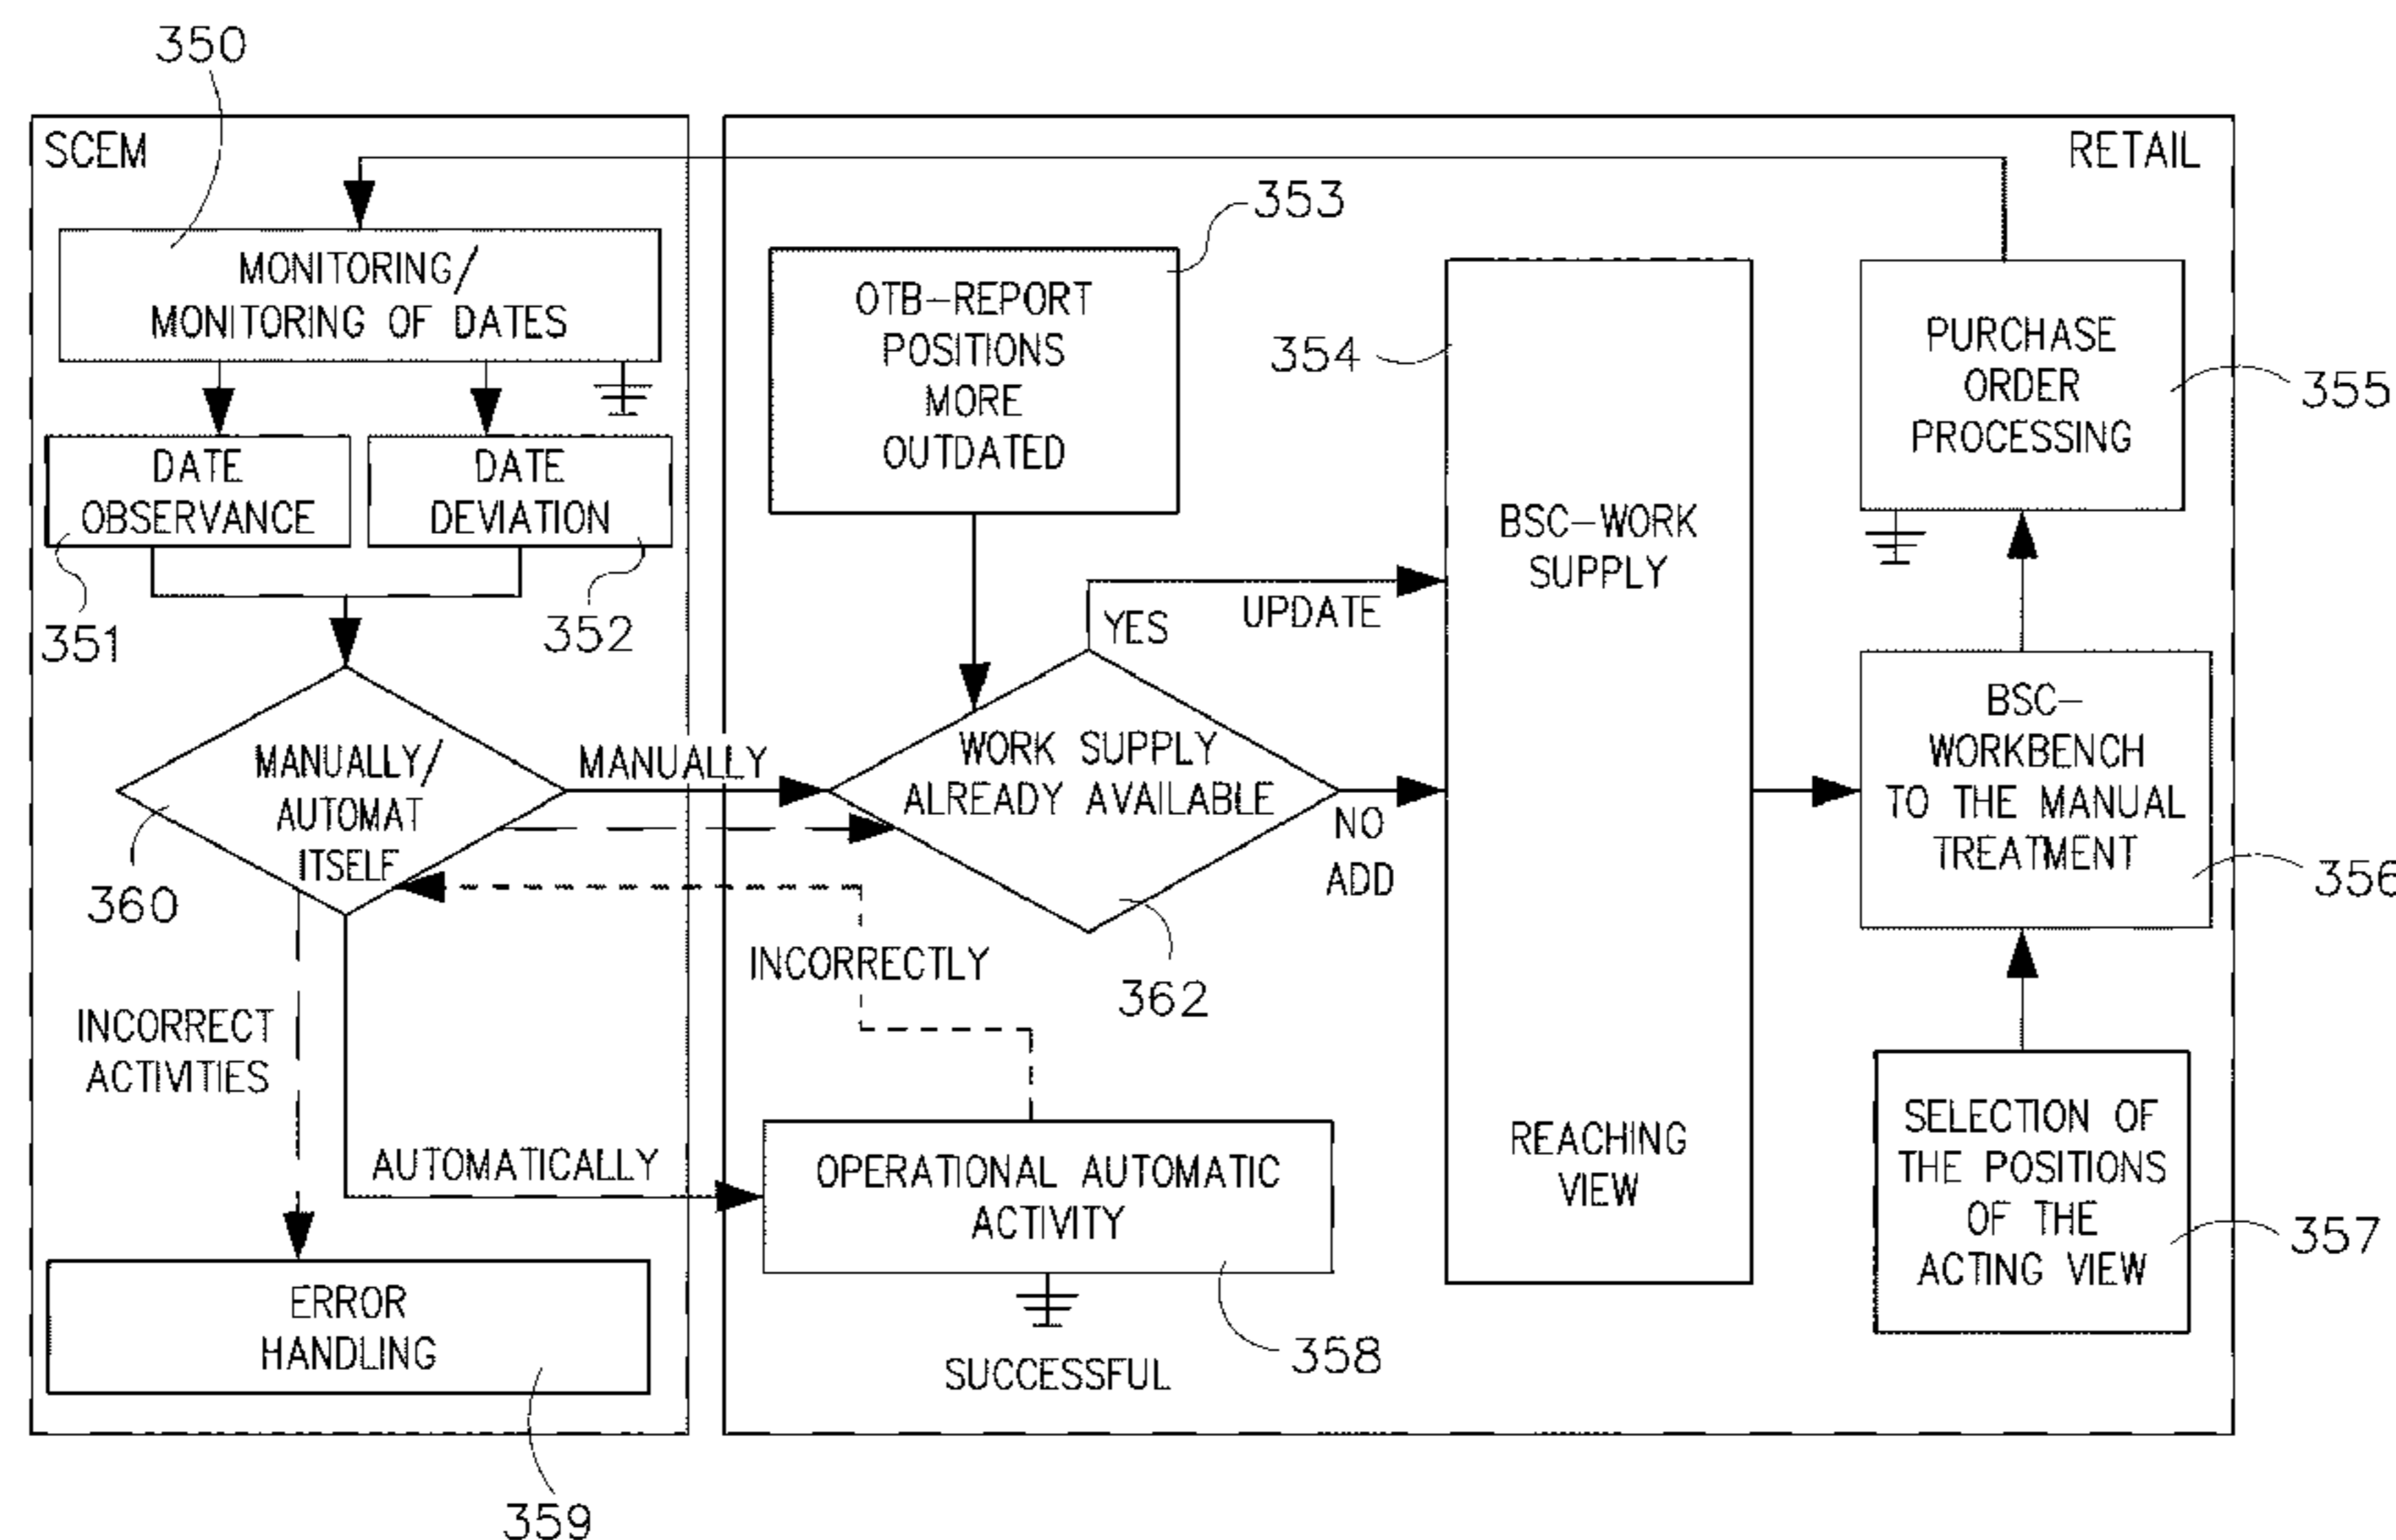 350
SCEM
RETAIL
MONITORING/
MONITORING OF DATES
353
OTB-REPORT
POSITIONS
MORE
OUTDATED
354
PURCHASE
ORDER
PROCESSING
355
DATE
OBSERVANCE
DATE
DEVIATION
351
352
BSC-WORK
SUPPLY
YES
UPDATE
MANUALLY/
AUTOMAT
ITSELF
MANUALLY
WORK SUPPLY
ALREADY AVAILABLE
NO
ADD
BSC-
WORKBENCH
TO THE MANUAL
TREATMENT
356
360
362
INCORRECTLY
INCORRECT
ACTIVITIES
AUTOMATICALLY
OPERATIONAL AUTOMATIC
ACTIVITY
REACHING
VIEW
SELECTION OF
THE POSITIONS
OF THE
ACTING VIEW
357
ERROR
HANDLING
358
SUCCESSFUL
359